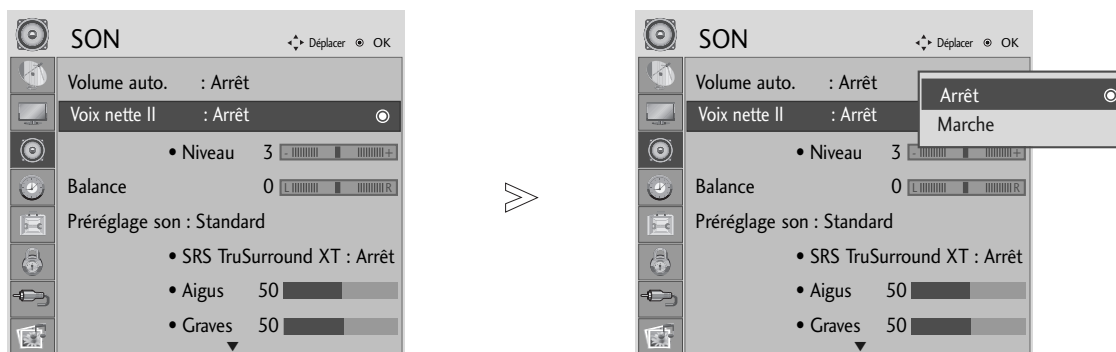 SON Déplacer OK
Volume auto. : Arrêt
Voix nette II : Arrêt
• Niveau 3 - +
Balance 0 L R
Préréglage son : Standard
• SRS TruSurround XT : Arrêt
• Aigus 50
• Graves 50
SON Déplacer OK
Volume auto. : Arrêt
Voix nette II : Arrêt
Arrêt
Marche
• Niveau 3 - +
Balance 0 L R
Préréglage son : Standard
• SRS TruSurround XT : Arrêt
• Aigus 50
• Graves 50